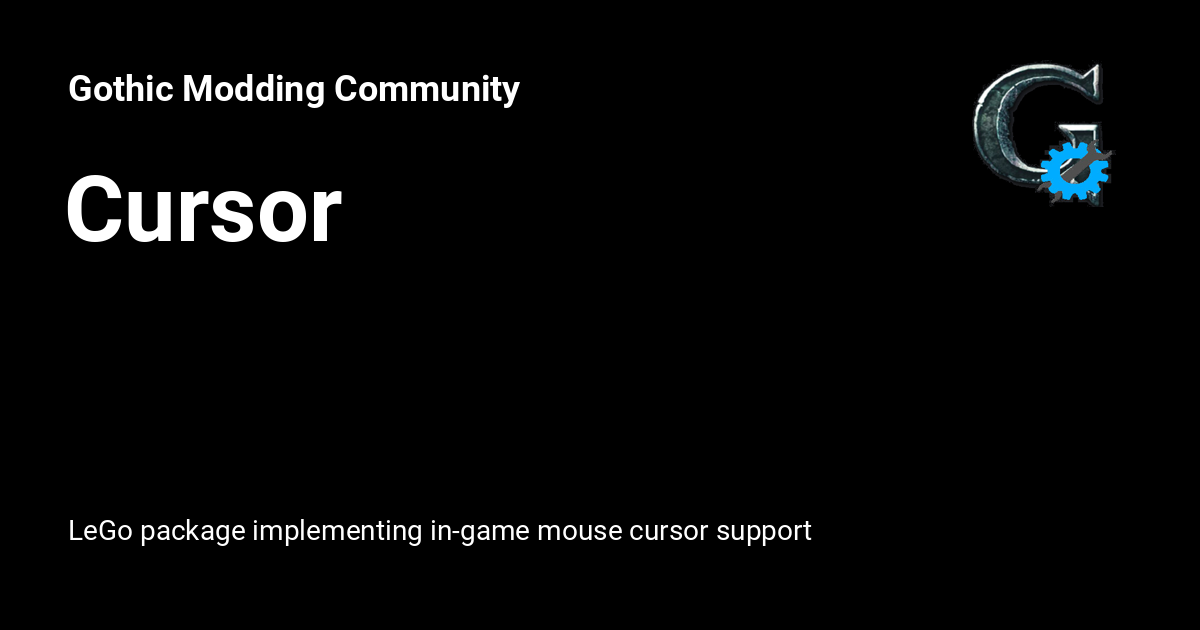 Gothic Modding Community
Cursor
LeGo package implementing in-game mouse cursor support